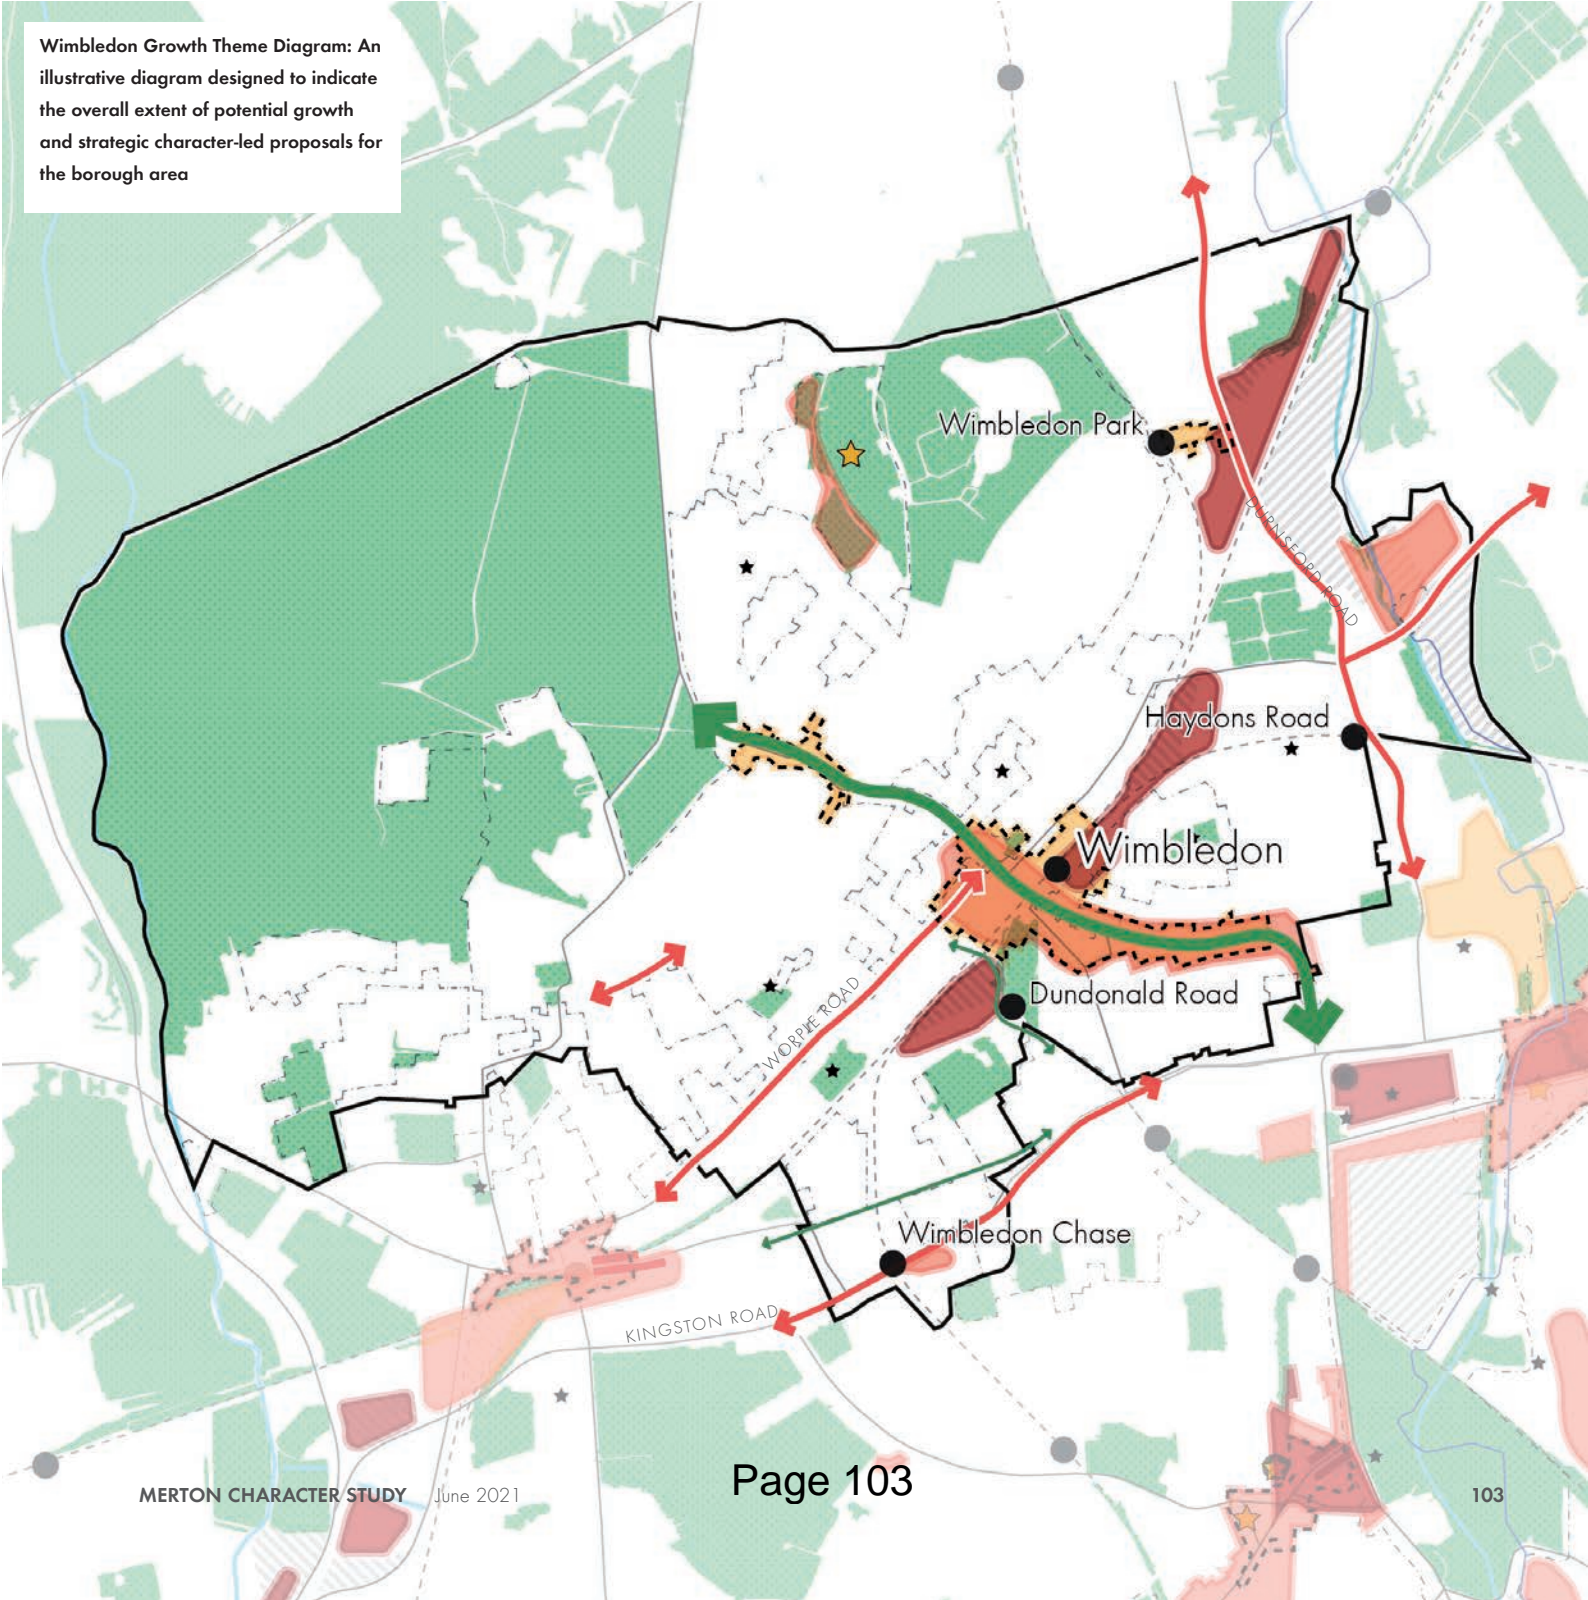 Wimbledon Growth Theme Diagram: An
illustrative diagram designed to indicate
the overall extent of potential growth
and strategic character-led proposals for
the borough area
Wimbledon Park
DURNSFORD ROAD
Haydons Road
Wimbledon
WORPLE ROAD
Dundonald Road
Wimbledon Chase
KINGSTON ROAD
MERTON CHARACTER STUDY June 2021
Page 103
103